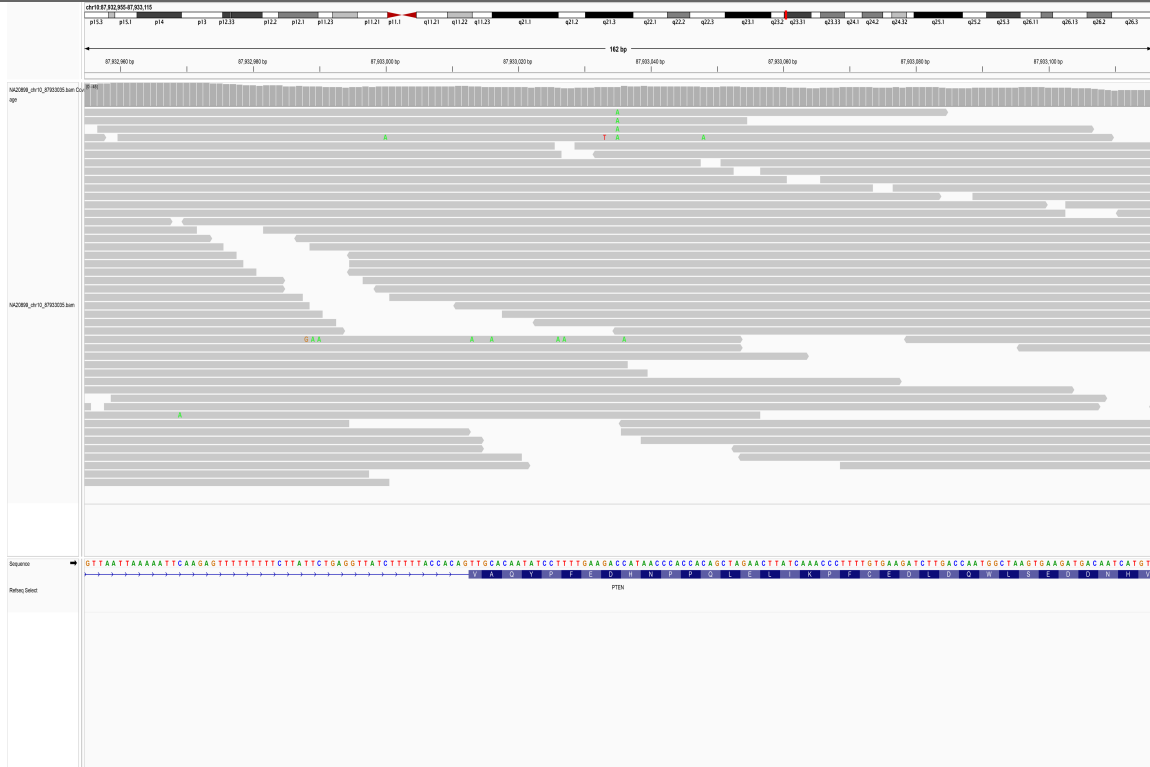 chr10:87,932,955-87,933,115
p15.3 p15.1 p14 p13 p12.33 p12.2 p12.1 p11.23 p11.21 p11.1 q11.21 q11.22 q11.23 q21.1 q21.2 q21.3 q22.1 q22.2 q22.3 q23.1 q23.2 q23.31 q23.33 q24.1 q24.2 q24.32 q25.1 q25.2 q25.3 q26.11 q26.13 q26.2 q26.3
162 bp
87,932,960 bp 87,932,980 bp 87,933,000 bp 87,933,020 bp 87,933,040 bp 87,933,060 bp 87,933,080 bp 87,933,100 bp
NA20899_chr10_87933035.bam Cov
age
A
A
A
A T A A
NA20899_chr10_87933035.bam
G A A A A A A A
A
Sequence
G T T A A T T A A A A A T T C A A G A G T T T T T T T T T C T T A T T C T G A G G T T A T C T T T T T A C C A C A G T T G C A C A A T A T C C T T T T G A A G A C C A T A A C C C A C C A C A G C T A G A A C T T A T C A A A C C C T T T T G T G A A G A T C T T G A C C A A T G G C T A A G T G A A G A T G A C A A T C A T G T
V A Q Y P F E D H N P P Q L E L I K P F C E D L D Q W L S E D D N H V
Refseq Select
PTEN